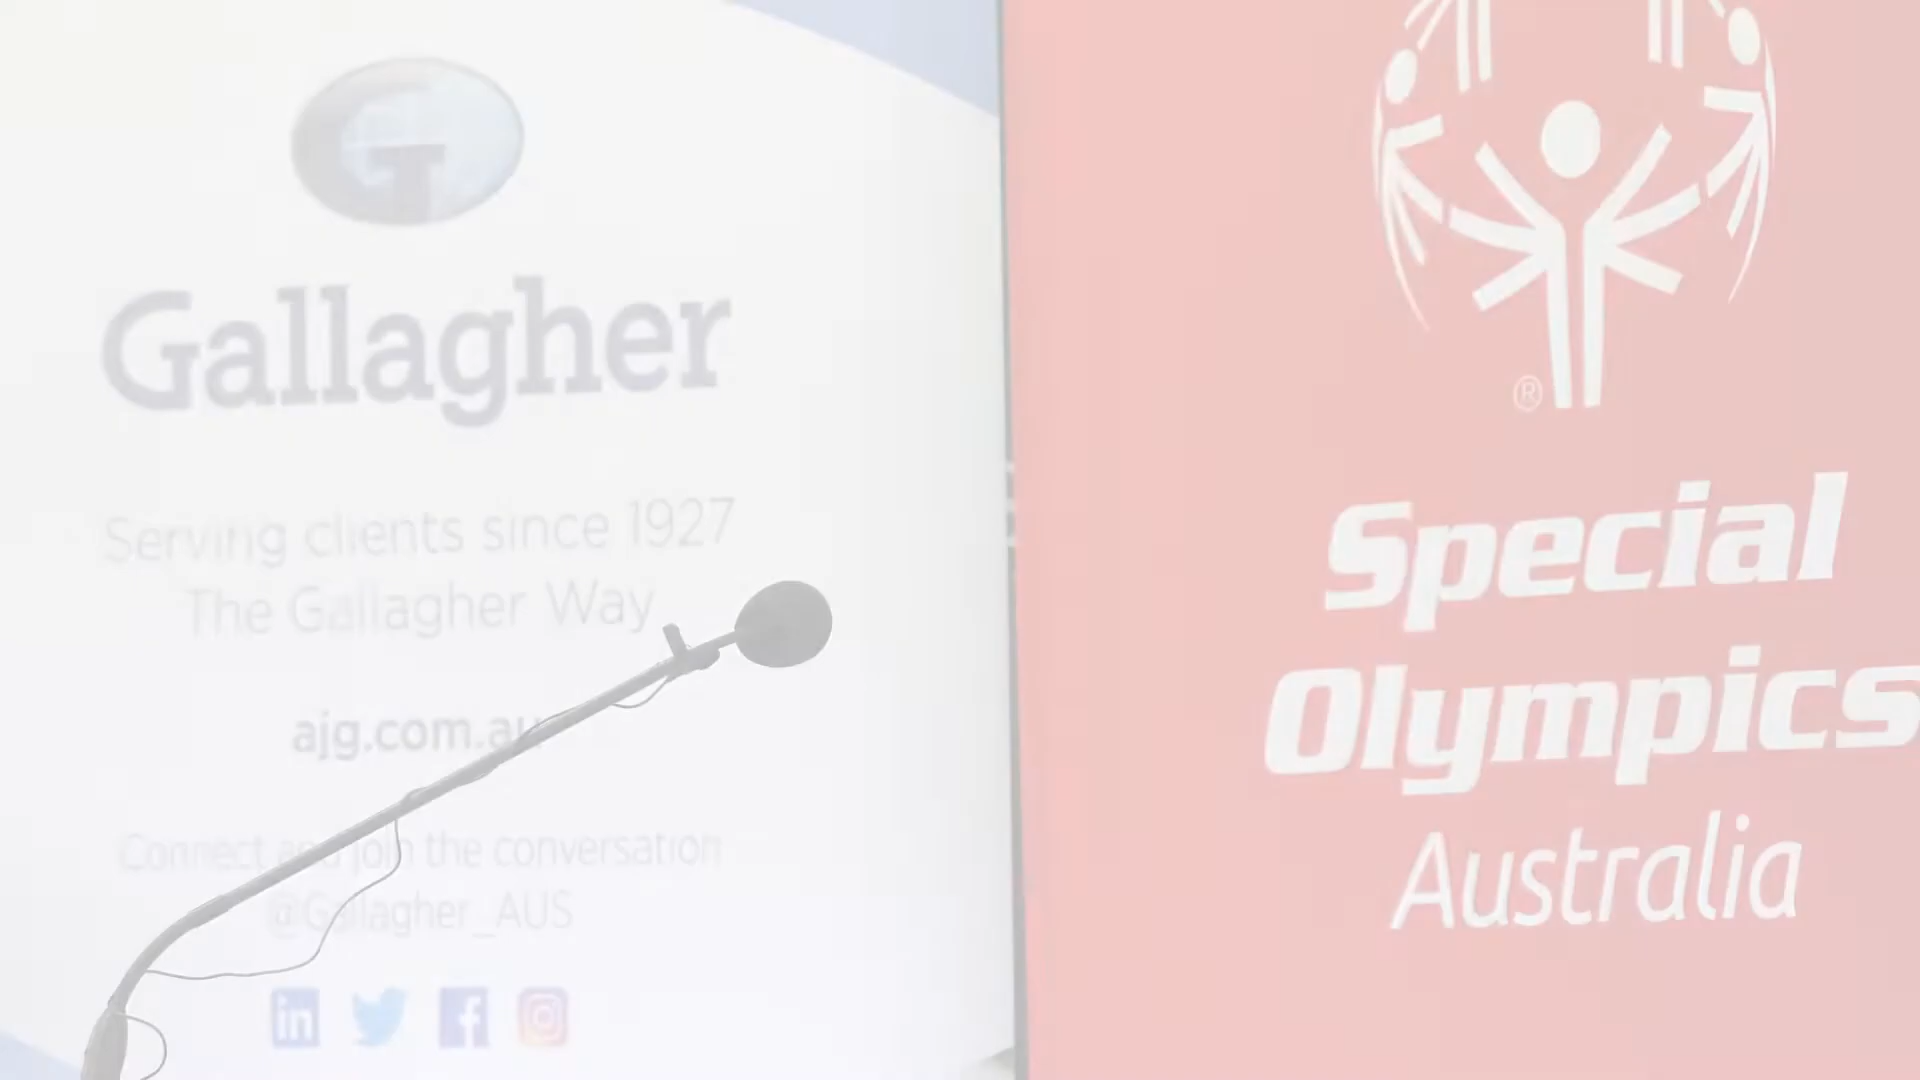 G
Gallagher
Serving clients since 1927
The Gallagher Way
ajg.com.au
Connect and join the conversation
@Gallagher_AUS
in f
®
Special
Olympics
Australia